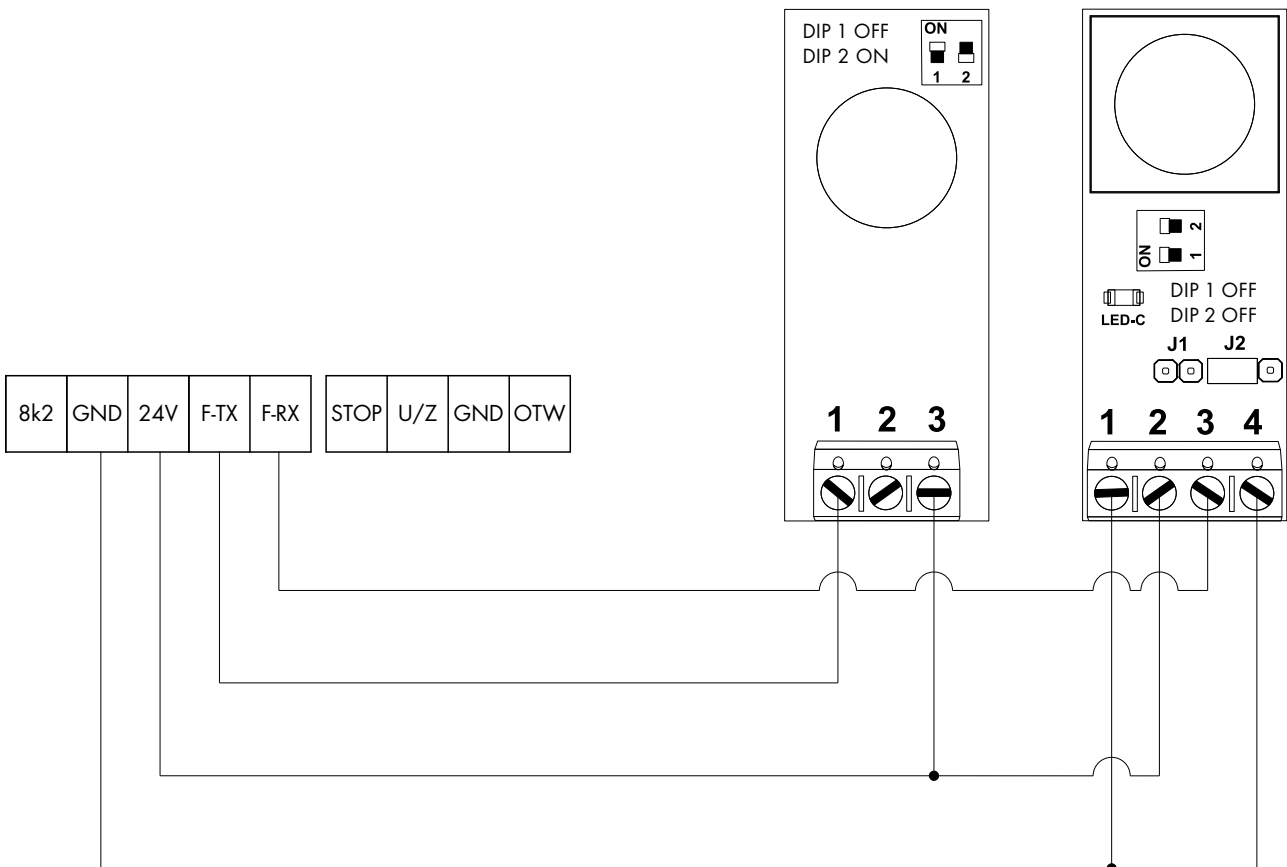 DIP 1 OFF
DIP 2 ON
ON
1 2
2
1
ON
DIP 1 OFF
DIP 2 OFF
LED-C
J1 J2
8k2 GND 24V F-TX F-RX STOP U/Z GND OTW
1 2 3
1 2 3 4